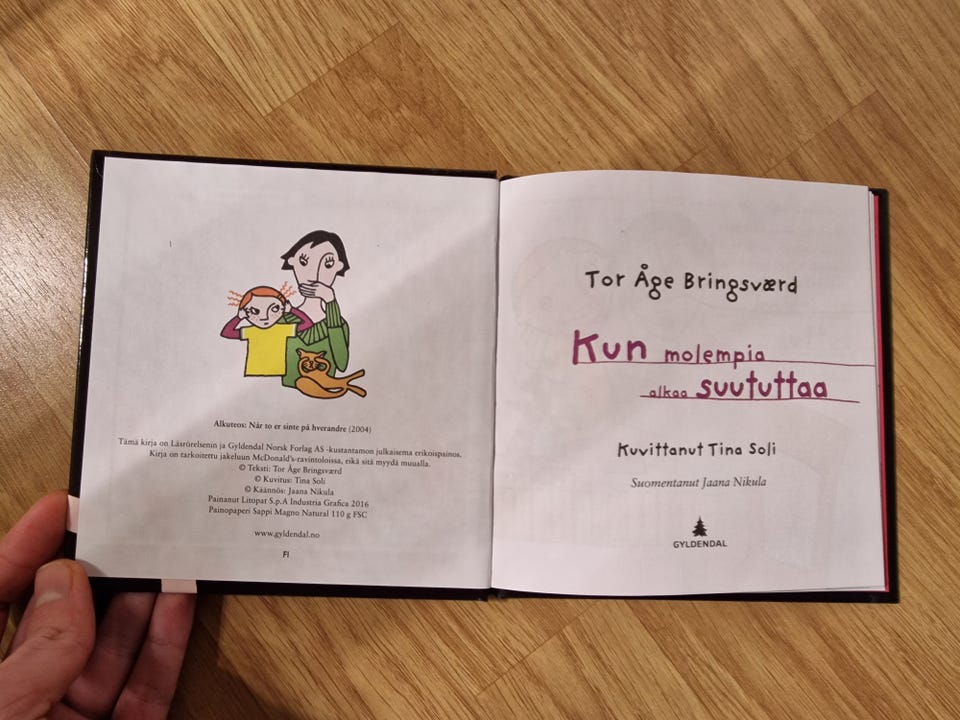 Alkuteos: Når to er sinte på hverandre (2004)
Tämä kirja on Läsrörelsenin ja Gyldendal Norsk Forlag AS -kustantamon julkaisema erikoispainos.
Kirja on tarkoitettu jakeluun McDonald's-ravintoloissa, eikä sitä myydä muualla.
© Teksti: Tor Åge Bringsværd
© Kuvitus: Tina Soli
© Käännös: Jaana Nikula
Painanut Litopat S.p.A Industria Grafica 2016
Painopaperi Sappi Magno Natural 110 g FSC
www.gyldendal.no
FI
Tor Åge Bringsværd
Kun molempia
alkaa suututtaa
Kuvittanut Tina Soli
Suomentanut Jaana Nikula
GYLDENDAL